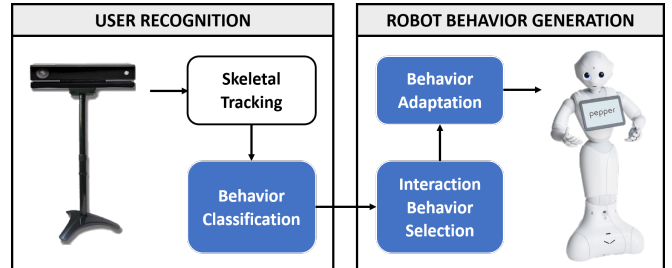 USER RECOGNITION
Skeletal
Tracking
Behavior
Classification
ROBOT BEHAVIOR GENERATION
Behavior
Adaptation
Interaction
Behavior
Selection
pepper